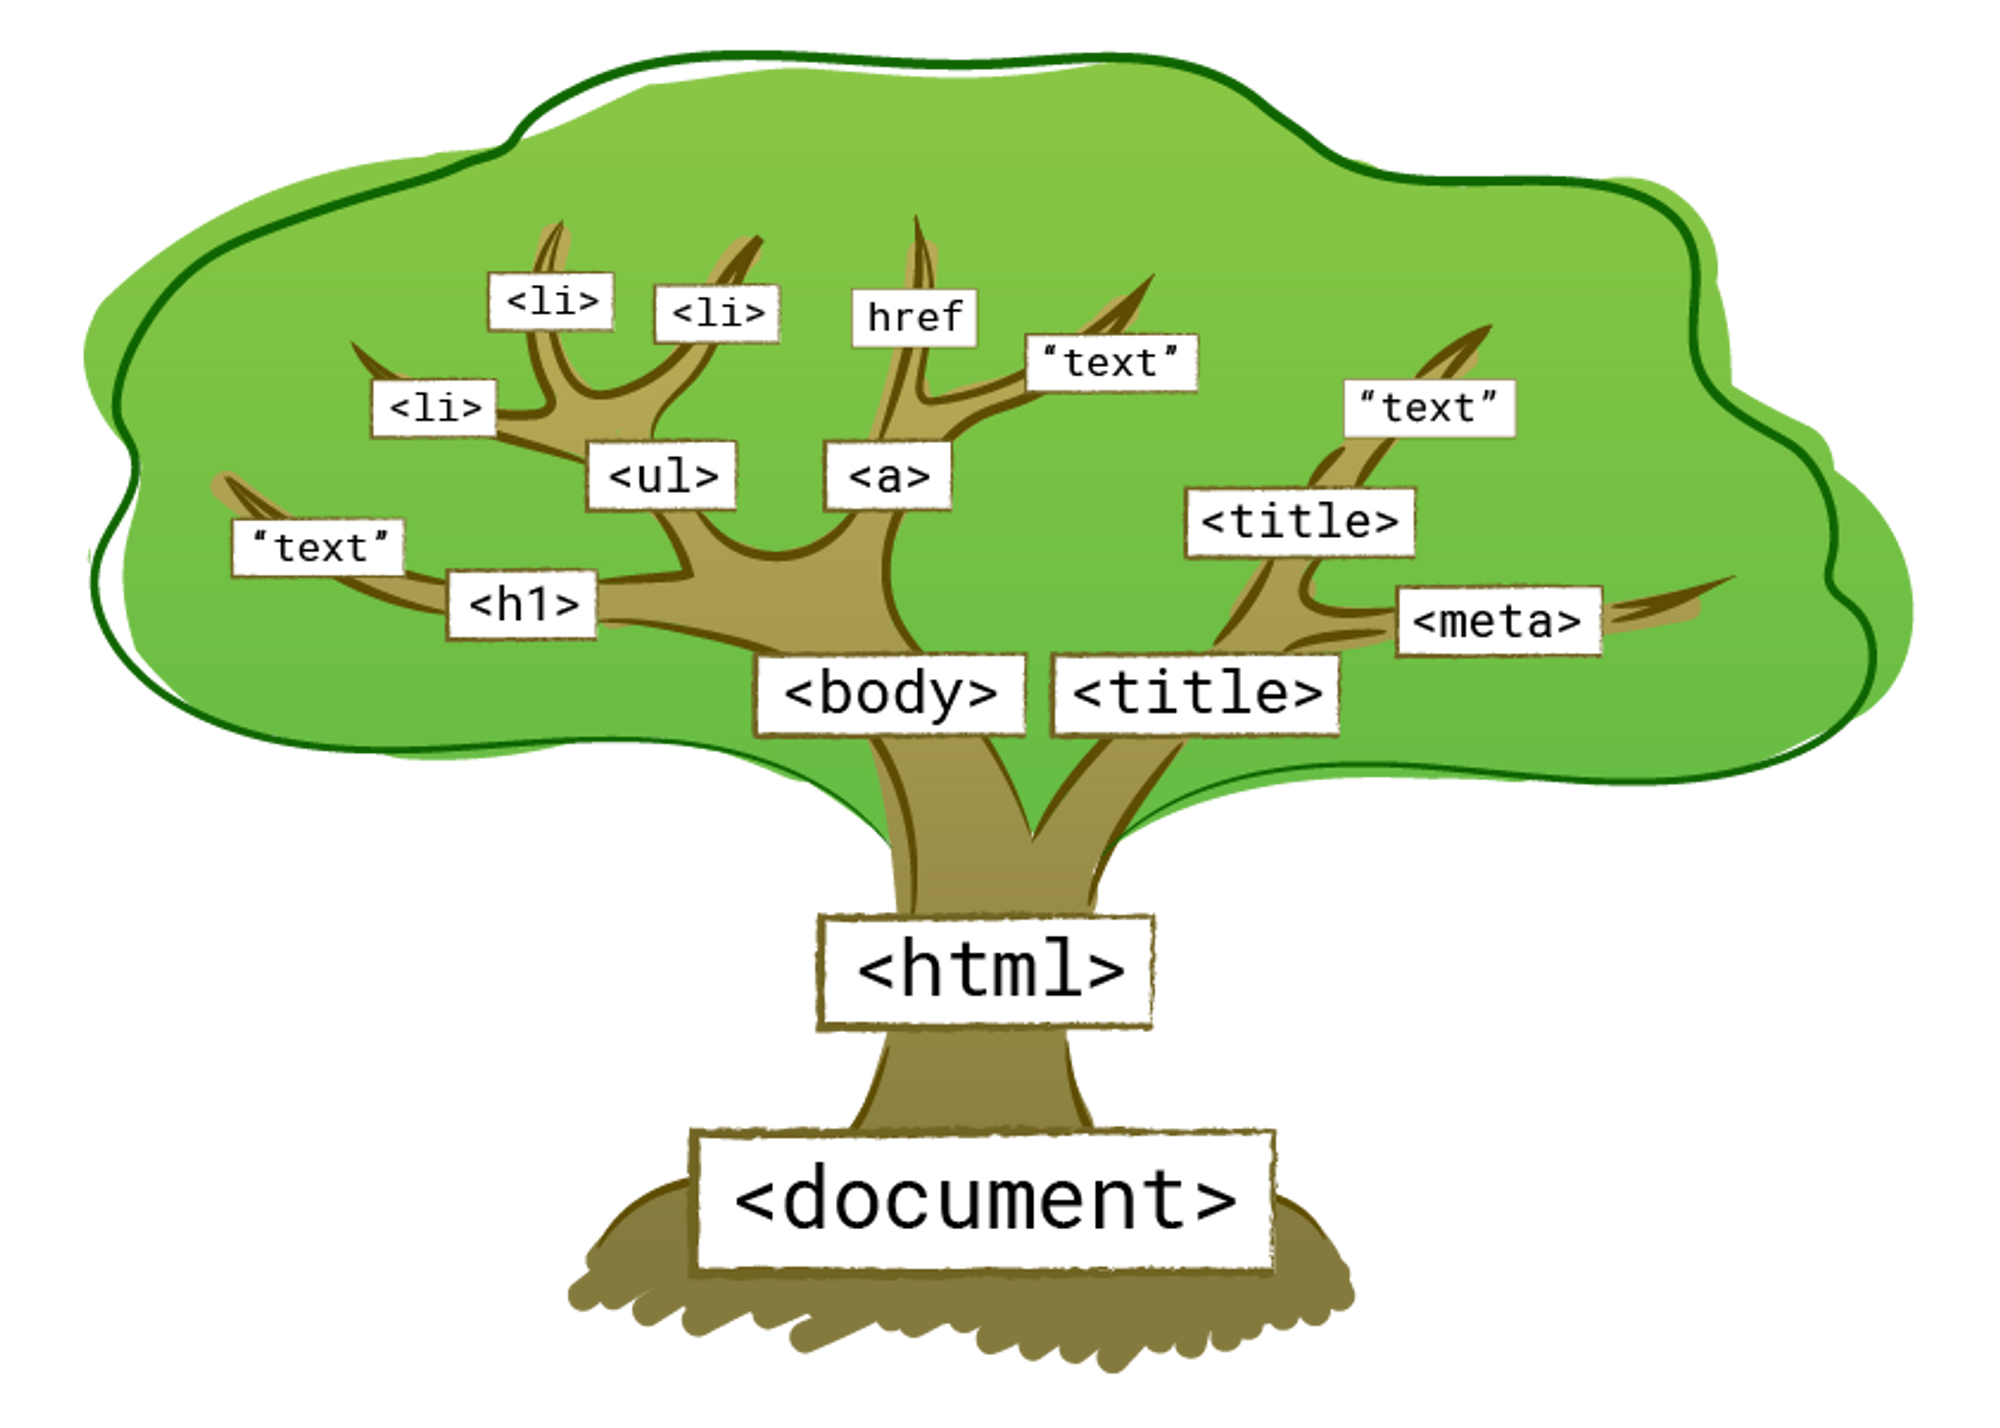 <li>
<li>
href
“text”
<li>
“text”
<ul>
<a>
<title>
“text”
<h1>
<meta>
<body>
<title>
<html>
<document>